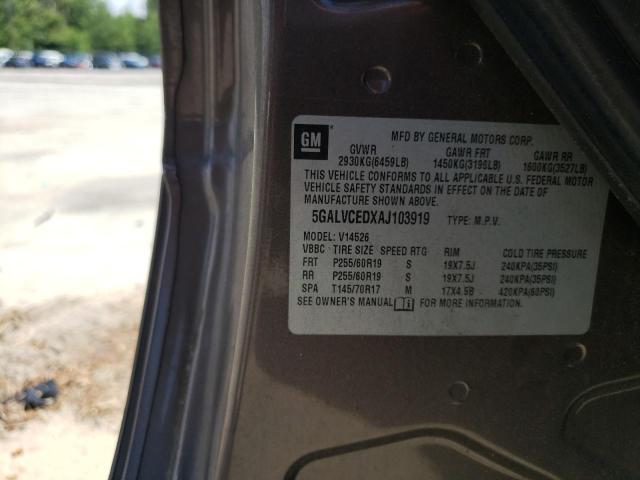 GM
MFD BY GENERAL MOTORS CORP.
GVWR GAWR FRT GAWR RR
2930KG(6459LB) 1450KG(3196LB) 1600KG(3527LB)
THIS VEHICLE CONFORMS TO ALL APPLICABLE U.S. FEDERAL MOTOR
VEHICLE SAFETY STANDARDS IN EFFECT ON THE DATE OF
MANUFACTURE SHOWN ABOVE.
5GALVCEDXAJ103919 TYPE: M.P.V.
MODEL: V14526
VBBC TIRE SIZE SPEED RTG RIM COLD TIRE PRESSURE
FRT P255/60R19 S 19X7.5J 240KPA(35PSI)
RR P255/60R19 S 19X7.5J 240KPA(35PSI)
SPA T145/70R17 M 17X4.5B 420KPA(60PSI)
SEE OWNER'S MANUAL FOR MORE INFORMATION.